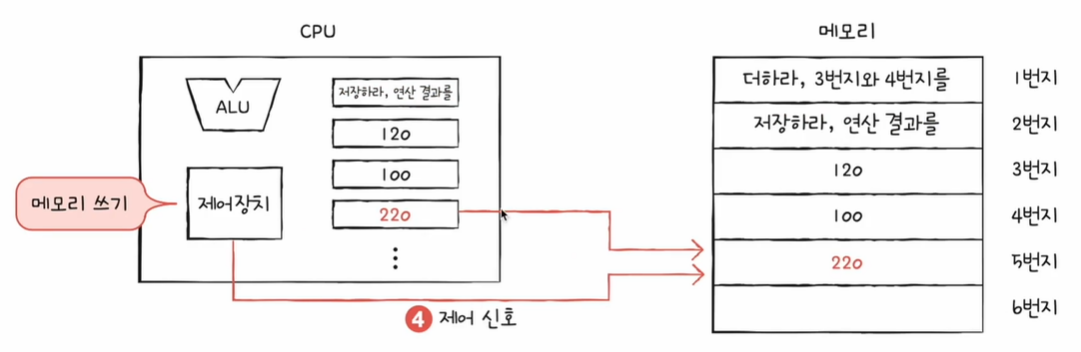 CPU
메모리
ALU
저장하라, 연산 결과를
120
100
220
제어장치
메모리 쓰기
4 제어 신호
더하라, 3번지와 4번지를 1번지
저장하라, 연산 결과를 2번지
120 3번지
100 4번지
220 5번지
6번지